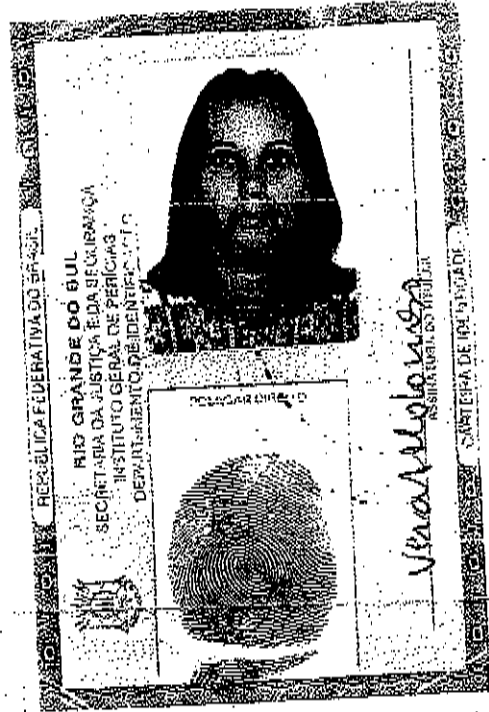 REPÚBLICA FEDERATIVA DO BRASIL
RIO GRANDE DO SUL
SECRETARIA DA JUSTIÇA E DA SEGURANÇA
INSTITUTO GERAL DE PERÍCIAS
DEPARTAMENTO DE IDENTIFICAÇÃO
POLEGAR DIREITO
ASSINATURA DO TITULAR
CARTEIRA DE IDENTIDADE